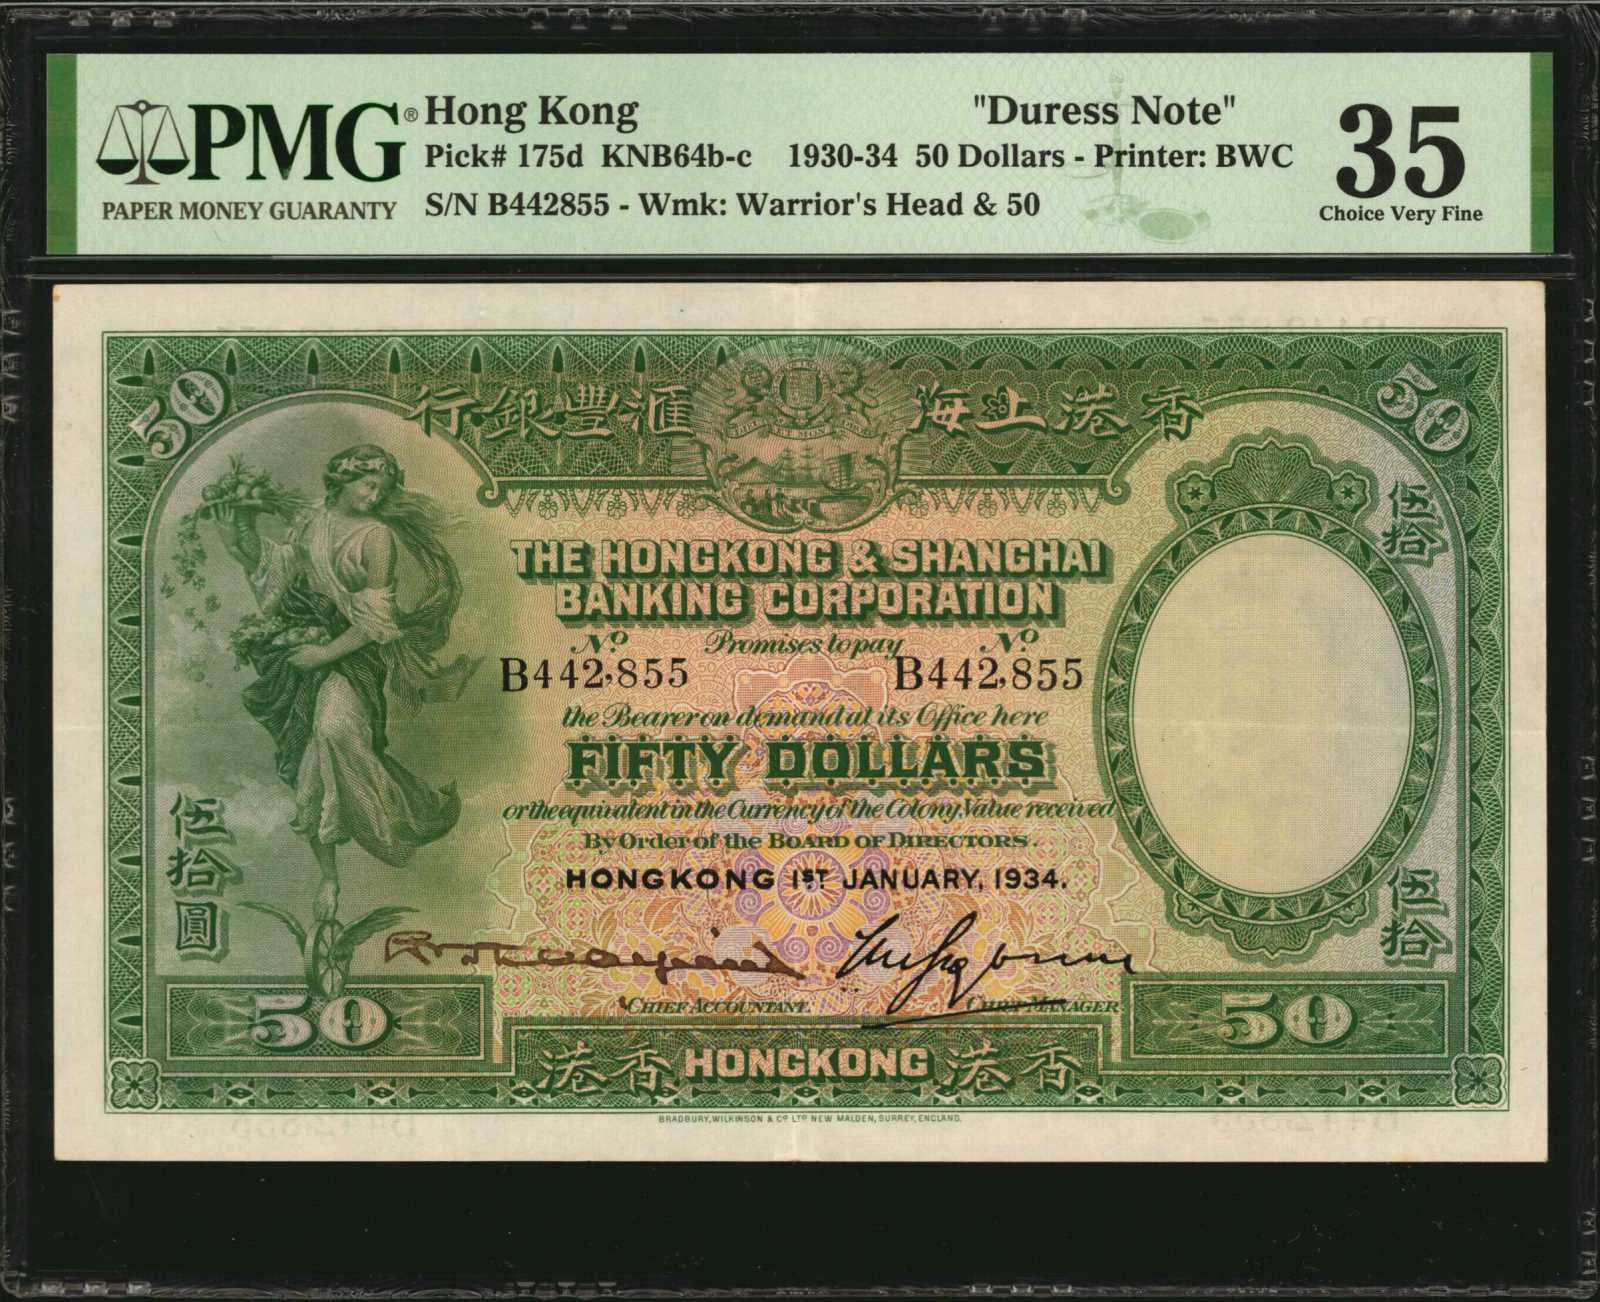 PMG®
PAPER MONEY GUARANTY
Hong Kong "Duress Note"
Pick# 175d KNB64b-c 1930-34 50 Dollars - Printer: BWC
S/N B442855 - Wmk: Warrior's Head & 50
35
Choice Very Fine
50
行銀豐滙
海上港香
50
伍拾
THE HONGKONG & SHANGHAI
BANKING CORPORATION
Nº Promises to pay Nº
B442,855 B442,855
the Bearer on demand at its Office here
FIFTY DOLLARS
or the equivalent in the Currency of the Colony, Value received
By Order of the BOARD OF DIRECTORS.
HONGKONG 1ST JANUARY, 1934.
伍拾圓
伍拾
CHIEF ACCOUNTANT. CHIEF MANAGER
50
港香 HONGKONG 港香
50
BRADBURY, WILKINSON & Cº LTD NEW MALDEN, SURREY, ENGLAND.